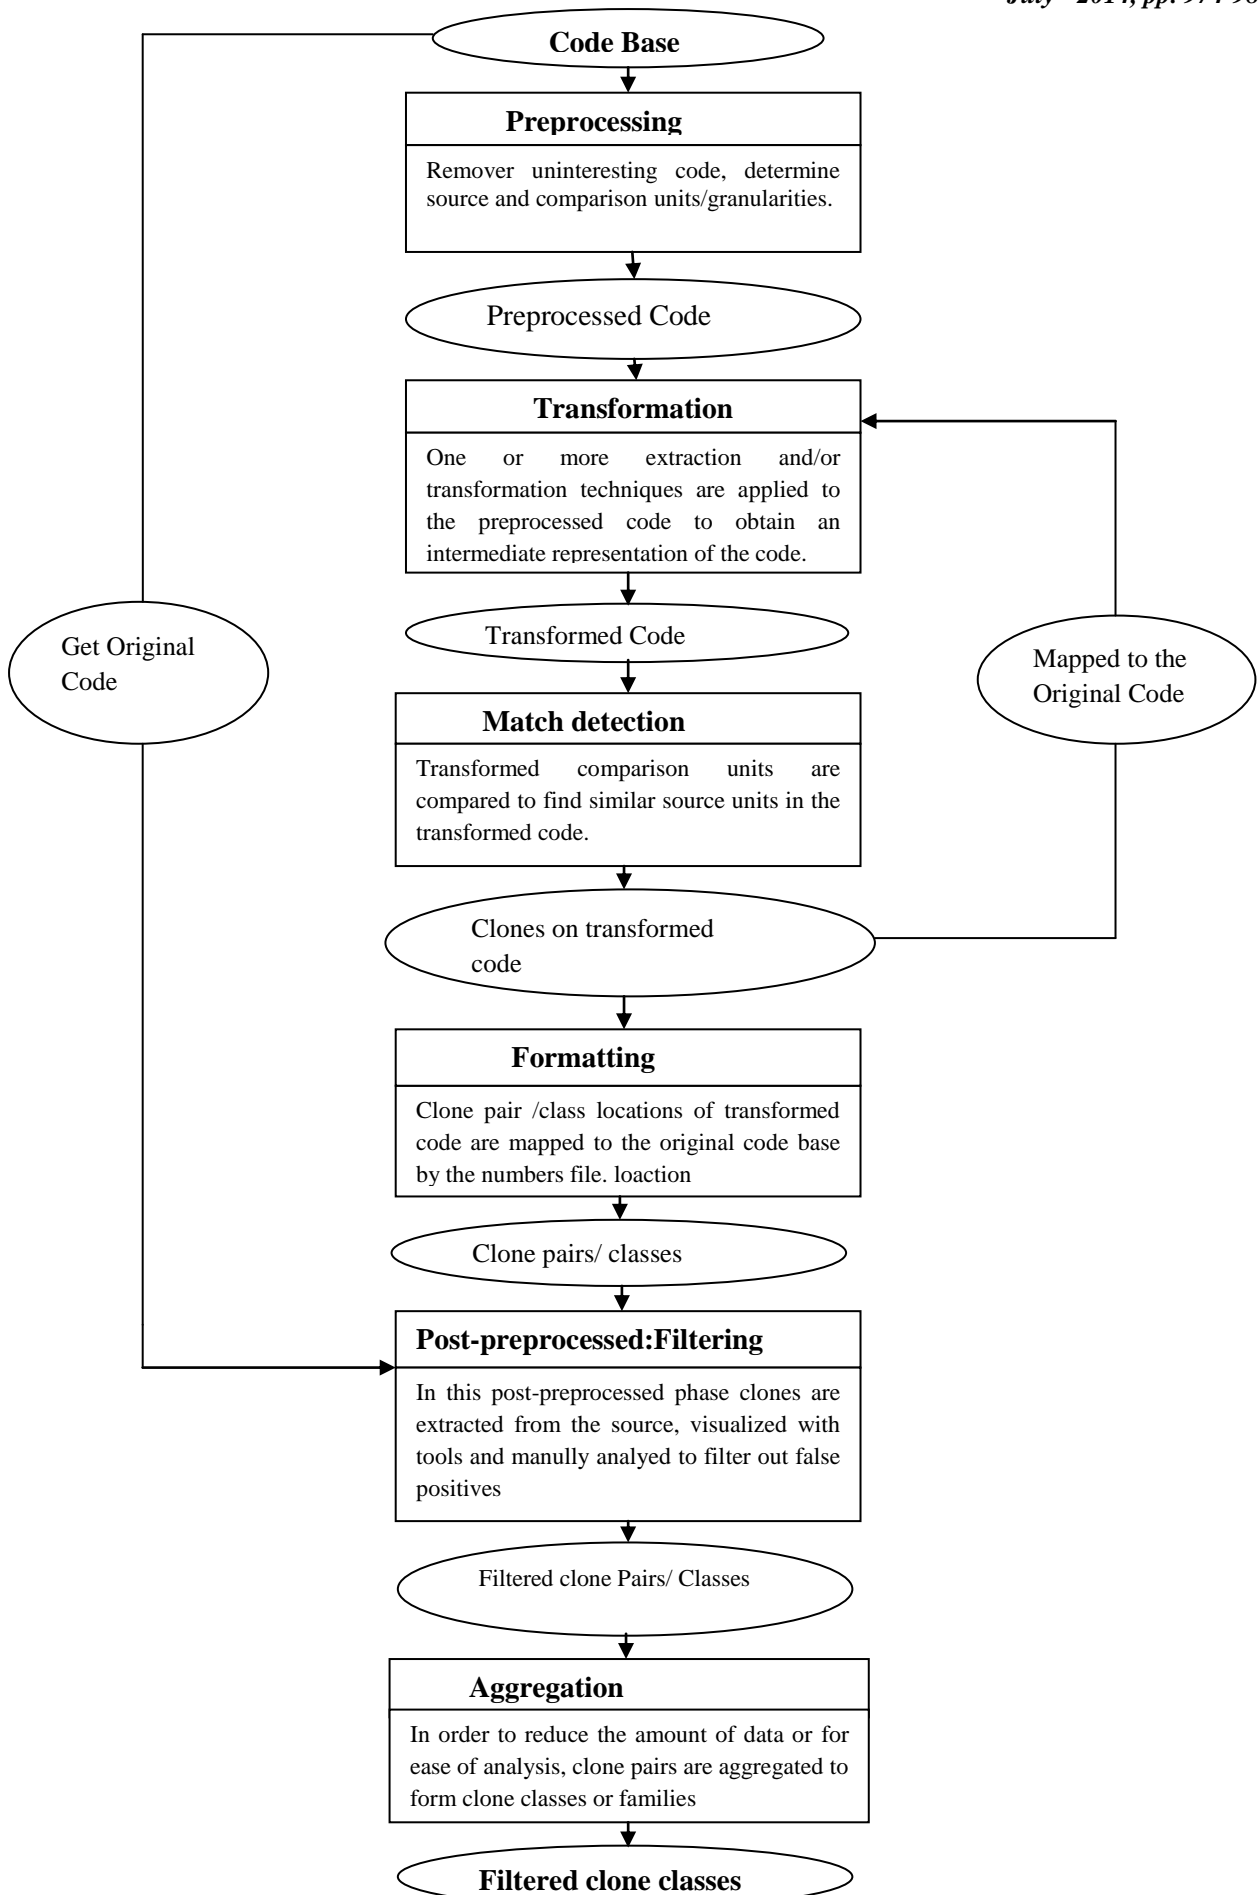 Code Base
Preprocessing
Remover uninteresting code, determine
source and comparison units/granularities.
Preprocessed Code
Transformation
One or more extraction and/or
transformation techniques are applied to
the preprocessed code to obtain an
intermediate representation of the code.
Get Original
Code
Transformed Code
Mapped to the
Original Code
Match detection
Transformed comparison units are
compared to find similar source units in the
transformed code.
Clones on transformed
code
Formatting
Clone pair /class locations of transformed
code are mapped to the original code base
by the numbers file. loaction
Clone pairs/ classes
Post-preprocessed:Filtering
In this post-preprocessed phase clones are
extracted from the source, visualized with
tools and manully analyed to filter out false
positives
Filtered clone Pairs/ Classes
Aggregation
In order to reduce the amount of data or for
ease of analysis, clone pairs are aggregated to
form clone classes or families
Filtered clone classes